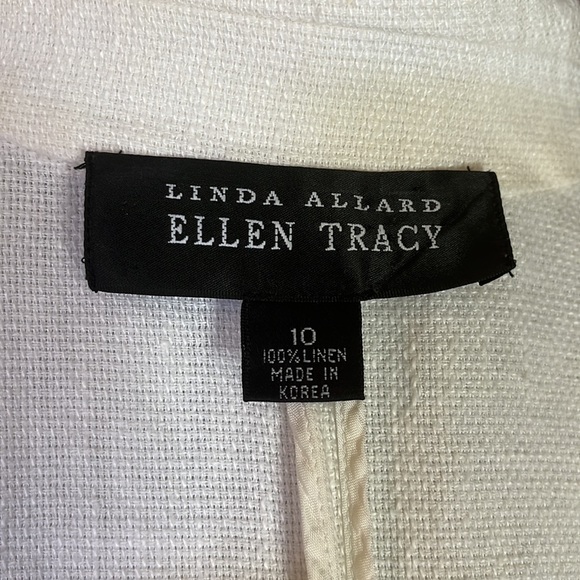 LINDA ALLARD
ELLEN TRACY
10
100% LINEN
MADE IN
KOREA